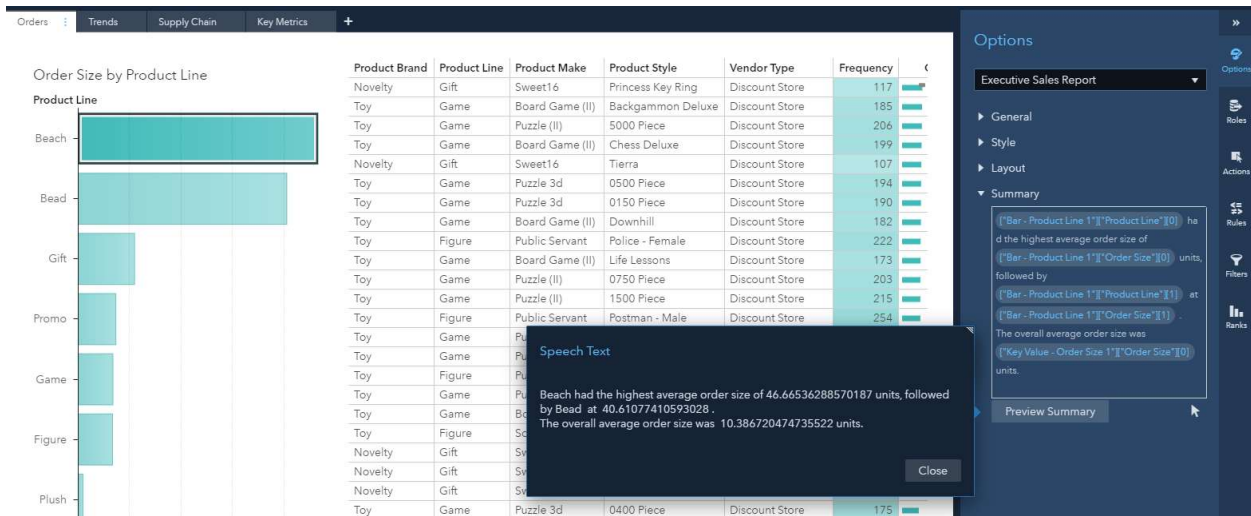 Orders Trends Supply Chain Key Metrics +
Order Size by Product Line
Product Line
Beach
Bead
Gift
Promo
Game
Figure
Plush
Product Brand Product Line Product Make Product Style Vendor Type Frequency
Novelty Gift Sweet16 Princess Key Ring Discount Store 117
Toy Game Board Game (II) Backgammon Deluxe Discount Store 185
Toy Game Puzzle (II) 5000 Piece Discount Store 206
Toy Game Board Game (II) Chess Deluxe Discount Store 199
Novelty Gift Sweet16 Tierra Discount Store 107
Toy Game Puzzle 3d 0500 Piece Discount Store 194
Toy Game Puzzle 3d 0150 Piece Discount Store 190
Toy Game Board Game (II) Downhill Discount Store 182
Toy Figure Public Servant Police - Female Discount Store 222
Toy Game Board Game (II) Life Lessons Discount Store 173
Toy Game Puzzle (II) 0750 Piece Discount Store 203
Toy Game Puzzle (II) 1500 Piece Discount Store 215
Toy Figure Public Servant Postman - Male Discount Store 254
Toy Game Pu
Toy Game Pu
Toy Figure Pu
Toy Game Pu
Toy Game Bo
Toy Figure Sc
Novelty Gift Sw
Novelty Gift Sw
Novelty Gift Sw
Toy Game Puzzle 3d 0400 Piece Discount Store 175
Speech Text
Beach had the highest average order size of 46.66536288570187 units, followed
by Bead at 40.61077410593028 .
The overall average order size was 10.386720474735522 units.
Close
Options
Executive Sales Report
General
Style
Layout
Summary
["Bar - Product Line 1"]["Product Line"][0] ha
d the highest average order size of
["Bar - Product Line 1"]["Order Size"][0] units,
followed by
["Bar - Product Line 1"]["Product Line"][1] at
["Bar - Product Line 1"]["Order Size"][1] .
The overall average order size was
["Key Value - Order Size 1"]["Order Size"][0]
units.
Preview Summary
»
Options
Roles
Actions
Rules
Filters
Ranks